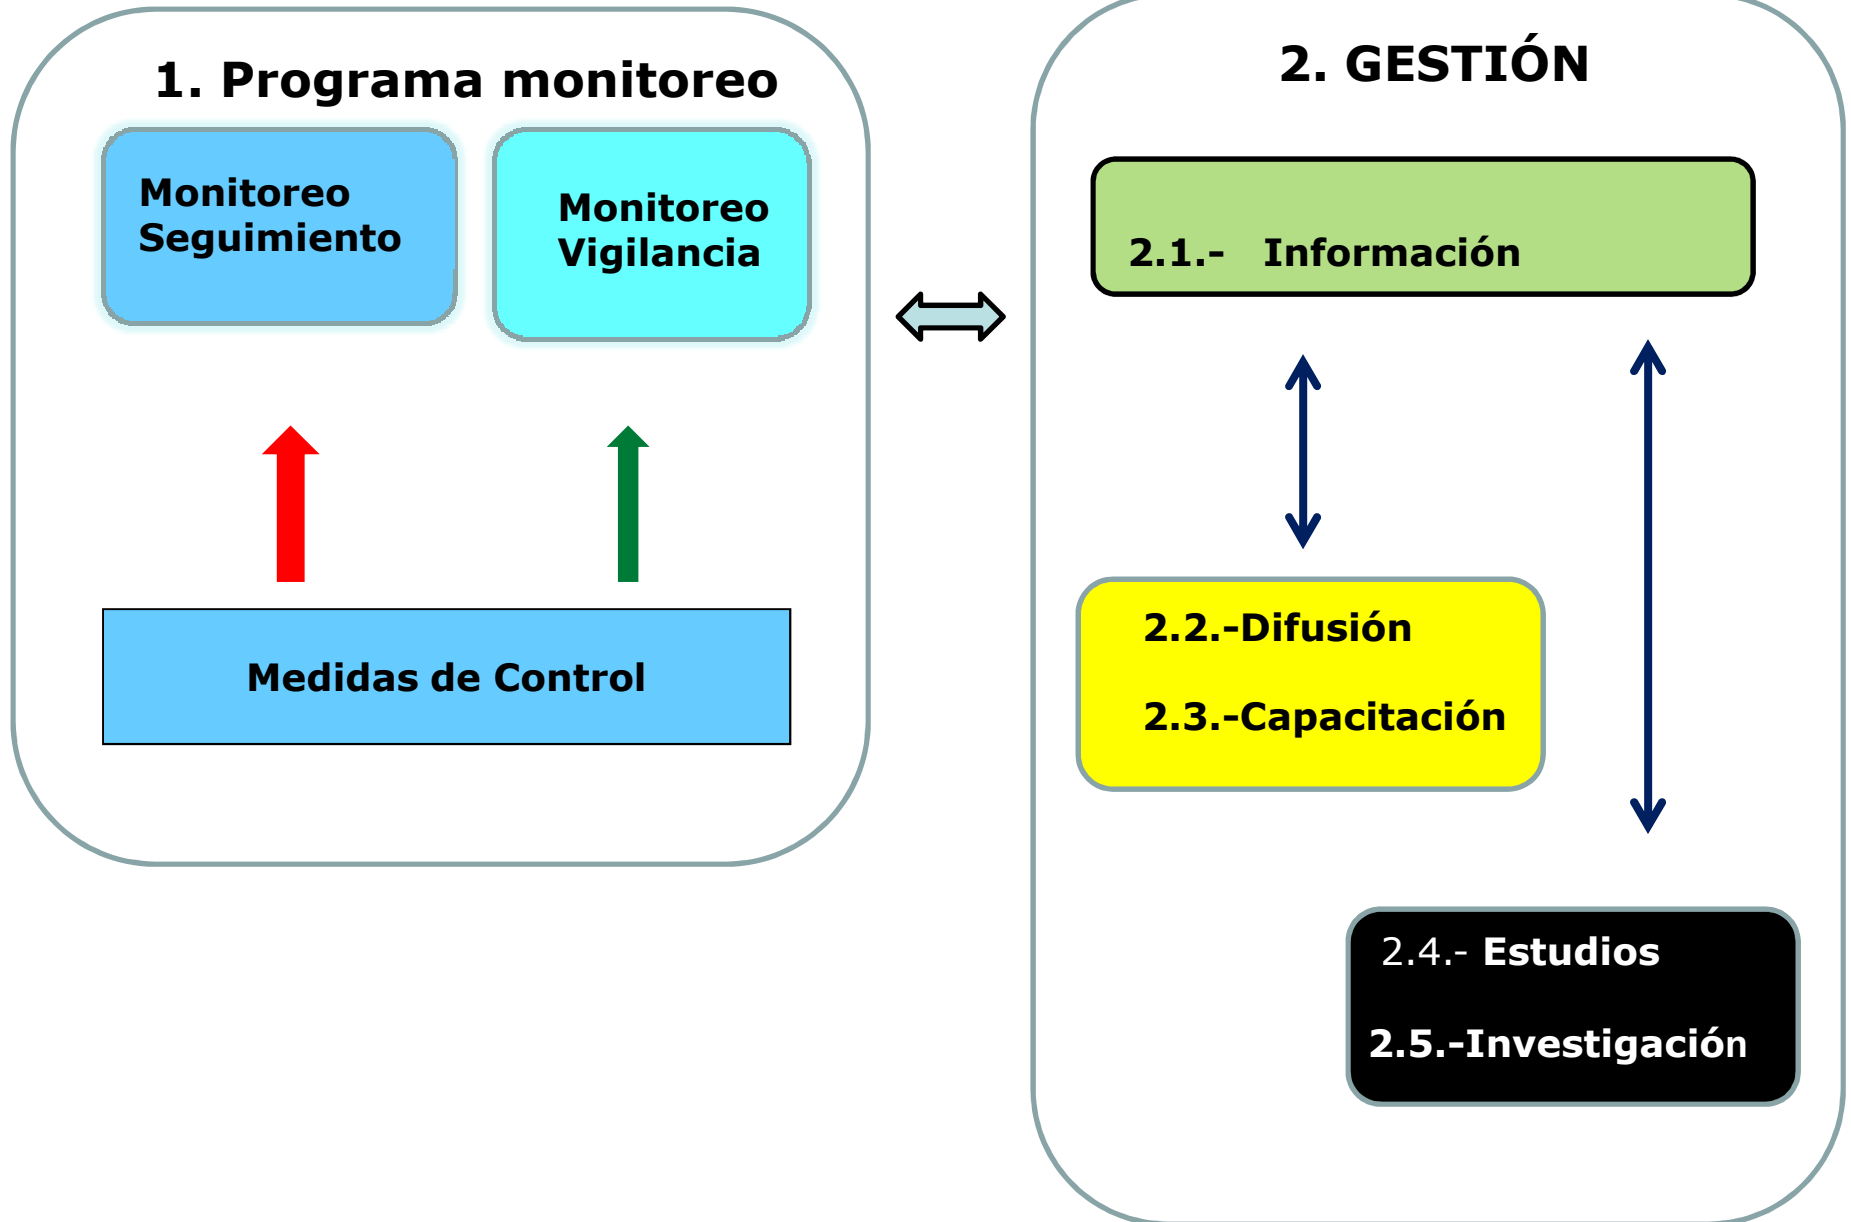 1. Programa monitoreo
Monitoreo
Seguimiento
Monitoreo
Vigilancia
Medidas de Control
2. GESTIÓN
2.1.- Información
2.2.-Difusión
2.3.-Capacitación
2.4.- Estudios
2.5.-Investigación